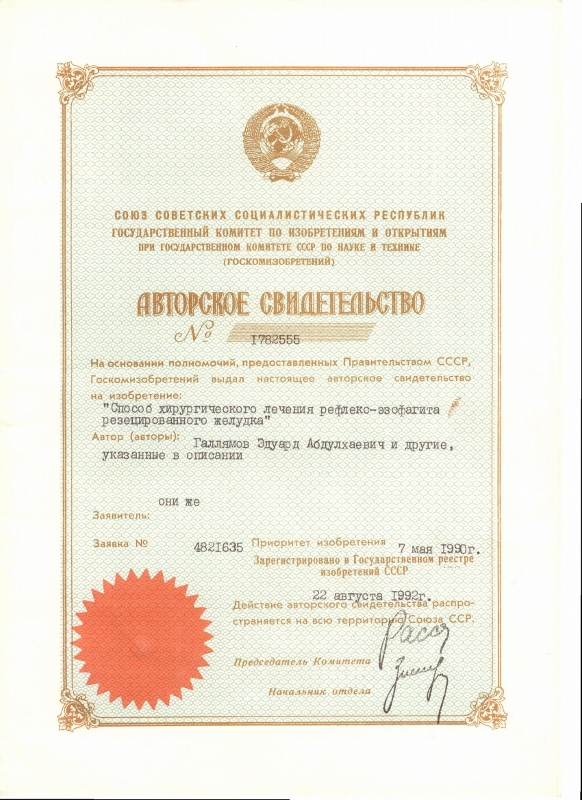 СОЮЗ СОВЕТСКИХ СОЦИАЛИСТИЧЕСКИХ РЕСПУБЛИК
ГОСУДАРСТВЕННЫЙ КОМИТЕТ ПО ИЗОБРЕТЕНИЯМ И ОТКРЫТИЯМ
ПРИ ГОСУДАРСТВЕННОМ КОМИТЕТЕ СССР ПО НАУКЕ И ТЕХНИКЕ
(ГОСКОМИЗОБРЕТЕНИЙ)
АВТОРСКОЕ СВИДЕТЕЛЬСТВО
№ 1782555
На основании полномочий, предоставленных Правительством СССР,
Госкомизобретений выдал настоящее авторское свидетельство
на изобретение:
"Способ хирургического лечения рефлекс-эзофагита
резецированного желудка"
Автор (авторы): Галлямов Эдуард Абдулхаевич и другие,
указанные в описании
они же
Заявитель:
Заявка № 4821635 Приоритет изобретения 7 мая 1990г.
Зарегистрировано в Государственном реестре
изобретений СССР
22 августа 1992г.
Действие авторского свидетельства распро-
страняется на всю территорию Союза ССР.
Председатель Комитета
Начальник отдела